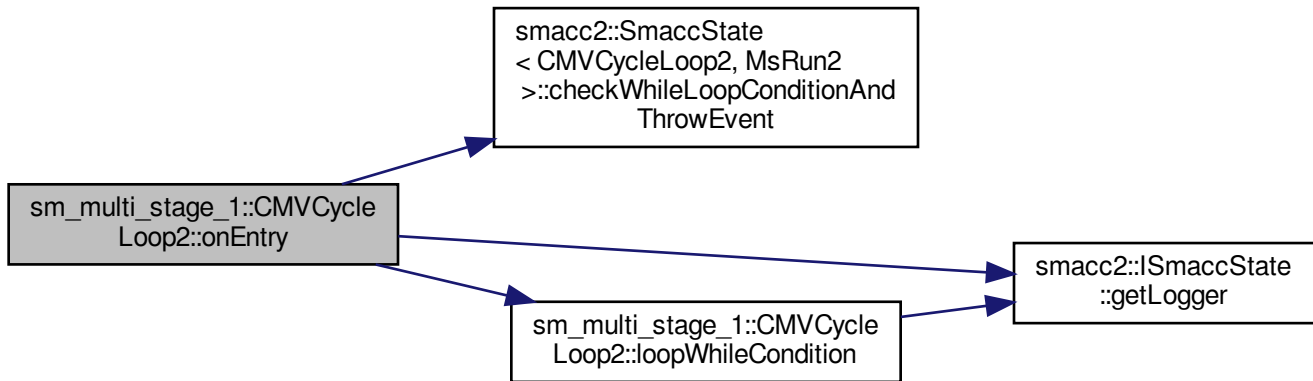 smacc2::SmaccState
< CMVCycleLoop2, MsRun2
>::checkWhileLoopConditionAnd
ThrowEvent
sm_multi_stage_1::CMVCycle
Loop2::onEntry
smacc2::ISmaccState
::getLogger
sm_multi_stage_1::CMVCycle
Loop2::loopWhileCondition